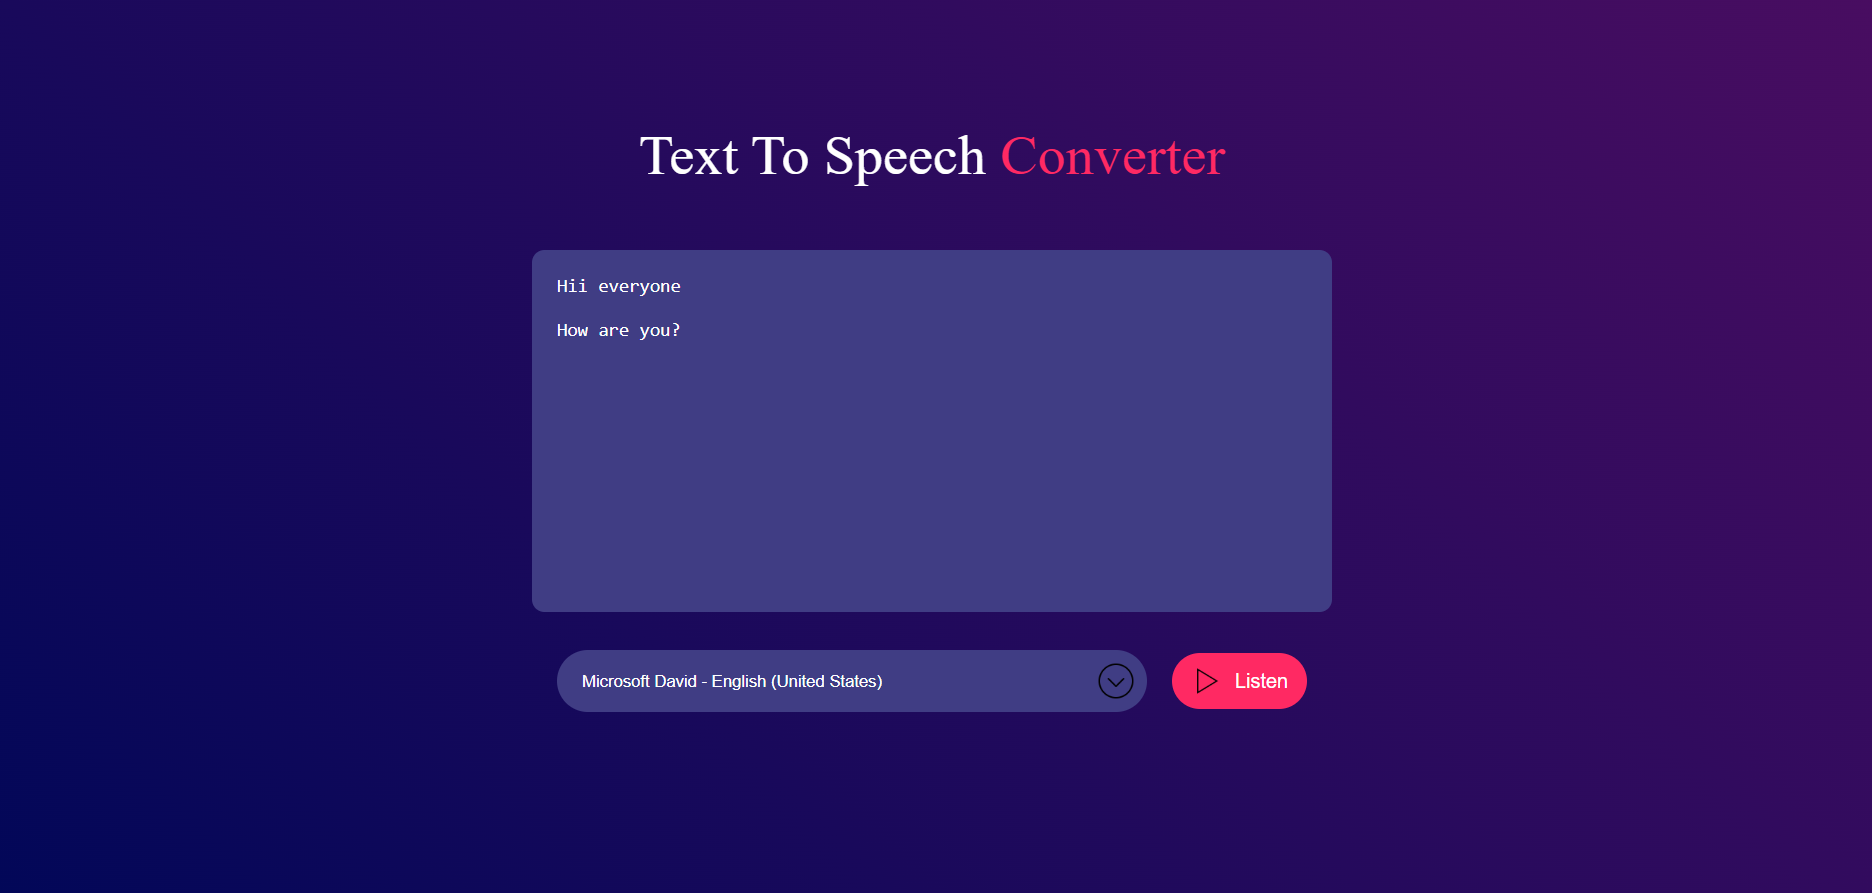 Text To Speech Converter
Hii everyone
How are you?
Microsoft David - English (United States)
Listen